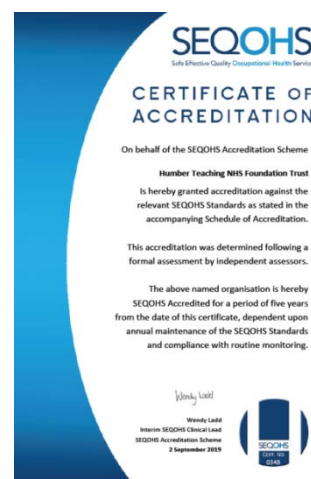 SEQOHS
Safe Effective Quality Occupational Health Servic
CERTIFICATE OF
ACCREDITATION
On behalf of the SEQOHS Accreditation Scheme
Humber Teaching NHS Foundation Trust
Is hereby granted accreditation against the
relevant SEQOHS Standards as stated in the
accompanying Schedule of Accreditation.
This accreditation was determined following a
formal assessment by independent assessors.
The above named organisation is hereby
SEQOHS Accredited for a period of five years
from the date of this certificate, dependent upon
annual maintenance of the SEQOHS Standards
and compliance with routine monitoring.
Wendy Ladd
Wendy Ladd
Interim SEQOHS Clinical Lead
SEQOHS Accreditation Scheme
2 September 2019
SEQOHS
CERT. NO.
0348